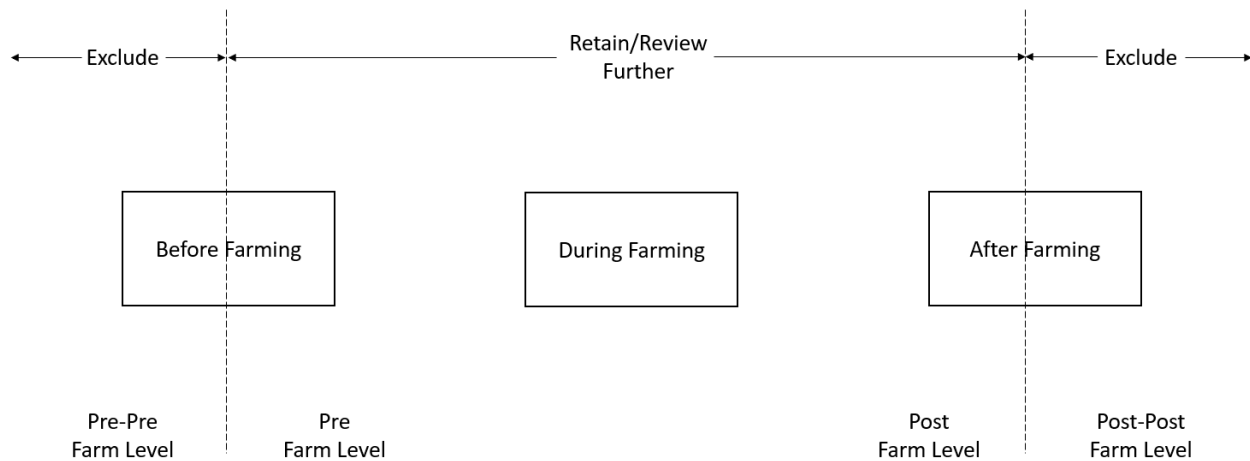 Exclude
Retain/Review
Further
Exclude
Before Farming
During Farming
After Farming
Pre-Pre
Farm Level
Pre
Farm Level
Post
Farm Level
Post-Post
Farm Level